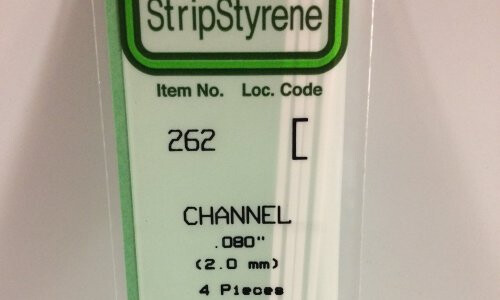 StripStyrene
Item No. Loc. Code
262 [
CHANNEL
.080"
(2.0 mm)
4 Pieces